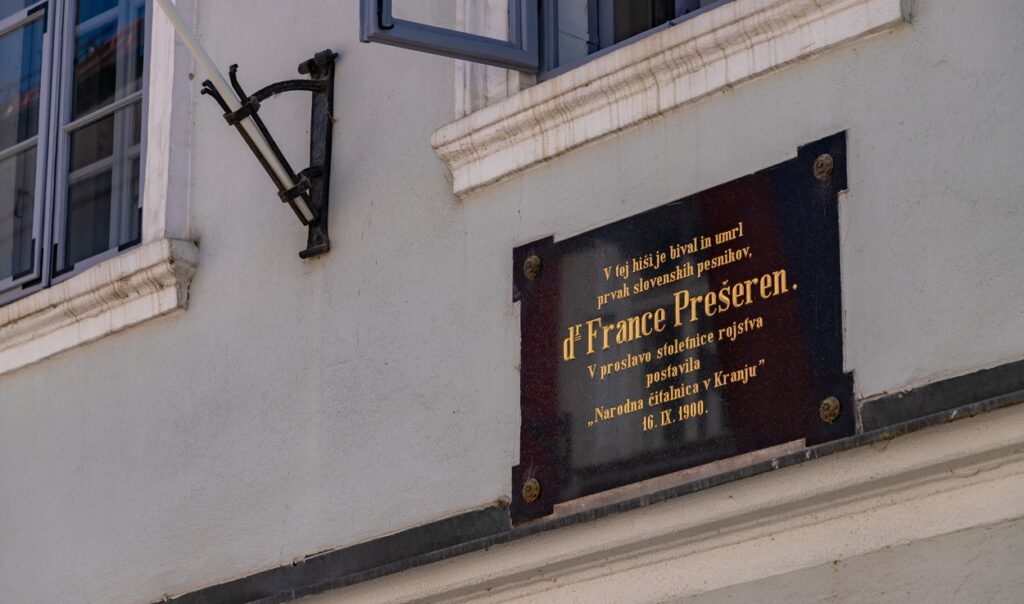 V tej hiši je bival in umrl
prvak slovenskih pesnikov,
dr France Prešeren.
V proslavo stoletnice rojstva
postavila
„Narodna čitalnica v Kranju”
16. IX. 1900.